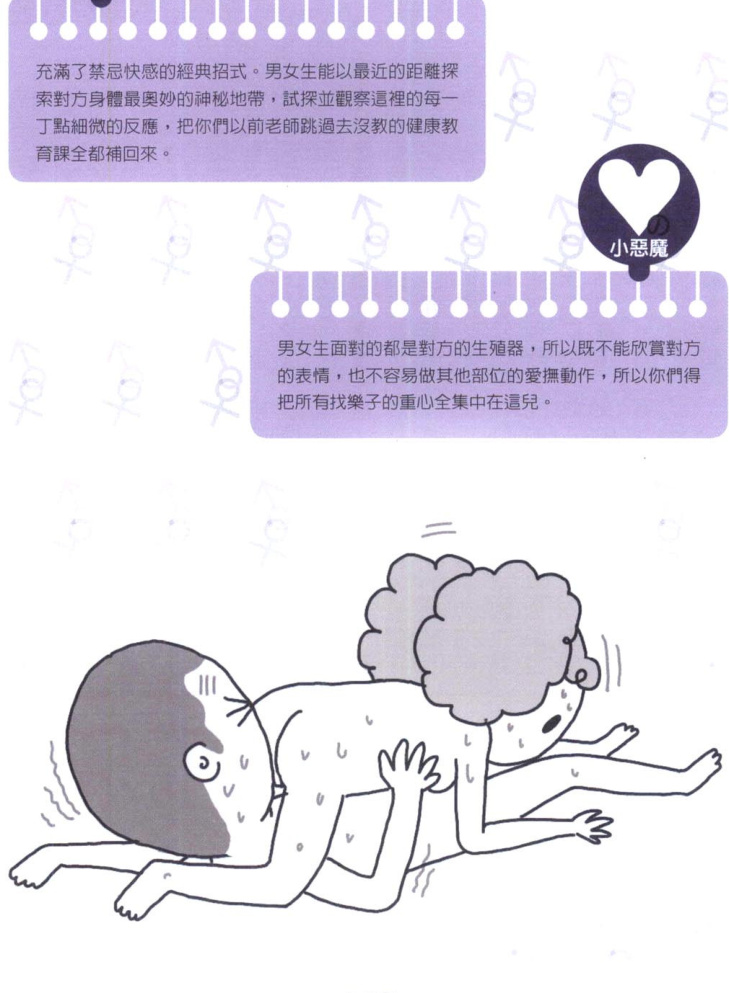 充滿了禁忌快感的經典招式。男女生能以最近的距離探
索對方身體最奧妙的神秘地帶，試探並觀察這裡的每一
丁點細微的反應，把你們以前老師跳過去沒教的健康教
育課全都補回來。
の
小惡魔
男女生面對的都是對方的生殖器，所以既不能欣賞對方
的表情，也不容易做其他部位的愛撫動作，所以你們得
把所有找樂子的重心全集中在這兒。